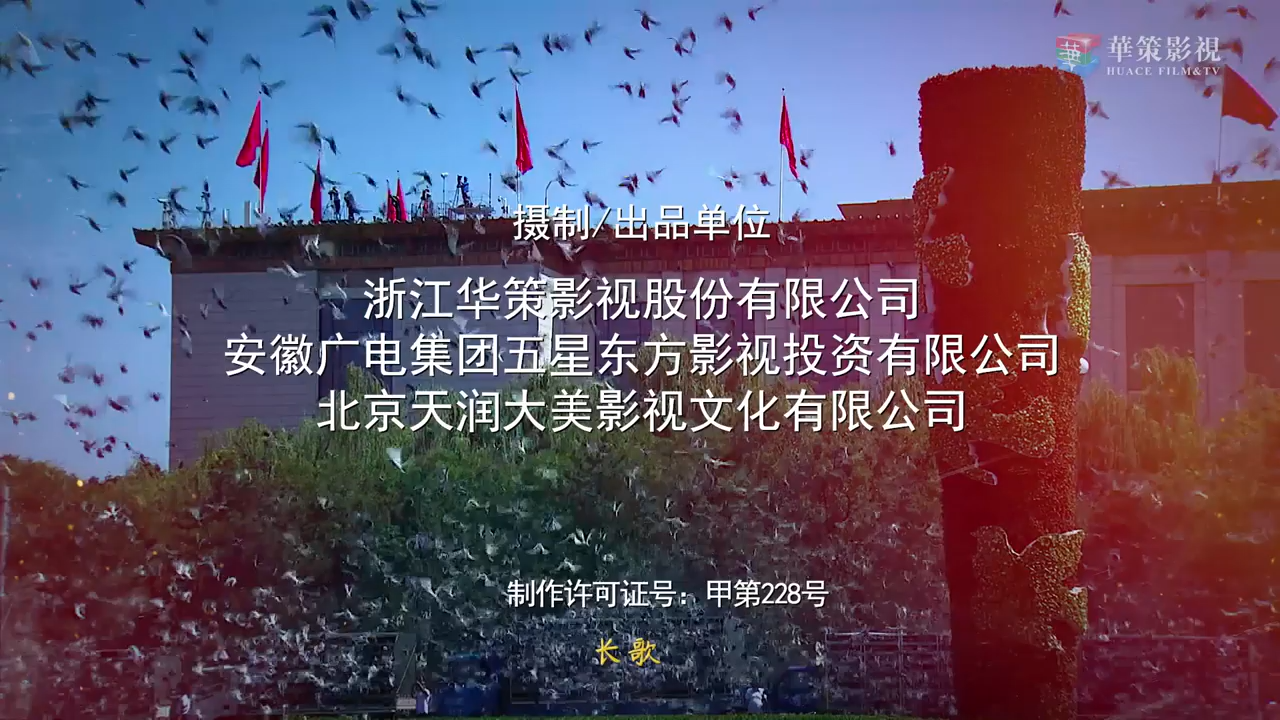 華策影視
HUACE FILM&TV
摄制/出品单位
浙江华策影视股份有限公司
安徽广电集团五星东方影视投资有限公司
北京天润大美影视文化有限公司
制作许可证号：甲第228号
长歌